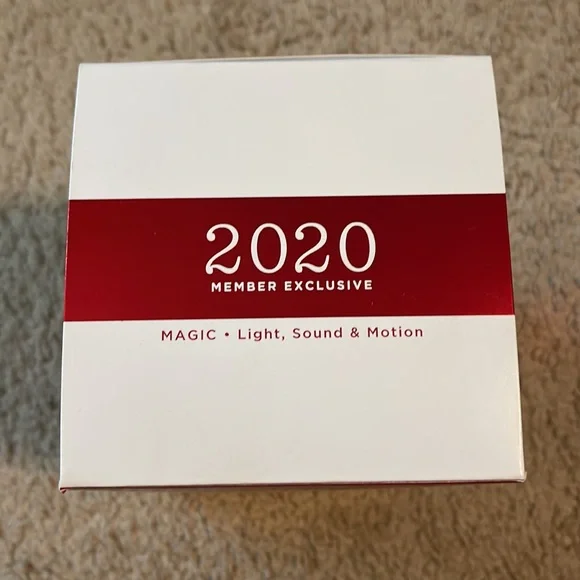 2020
MEMBER EXCLUSIVE
MAGIC • Light, Sound & Motion